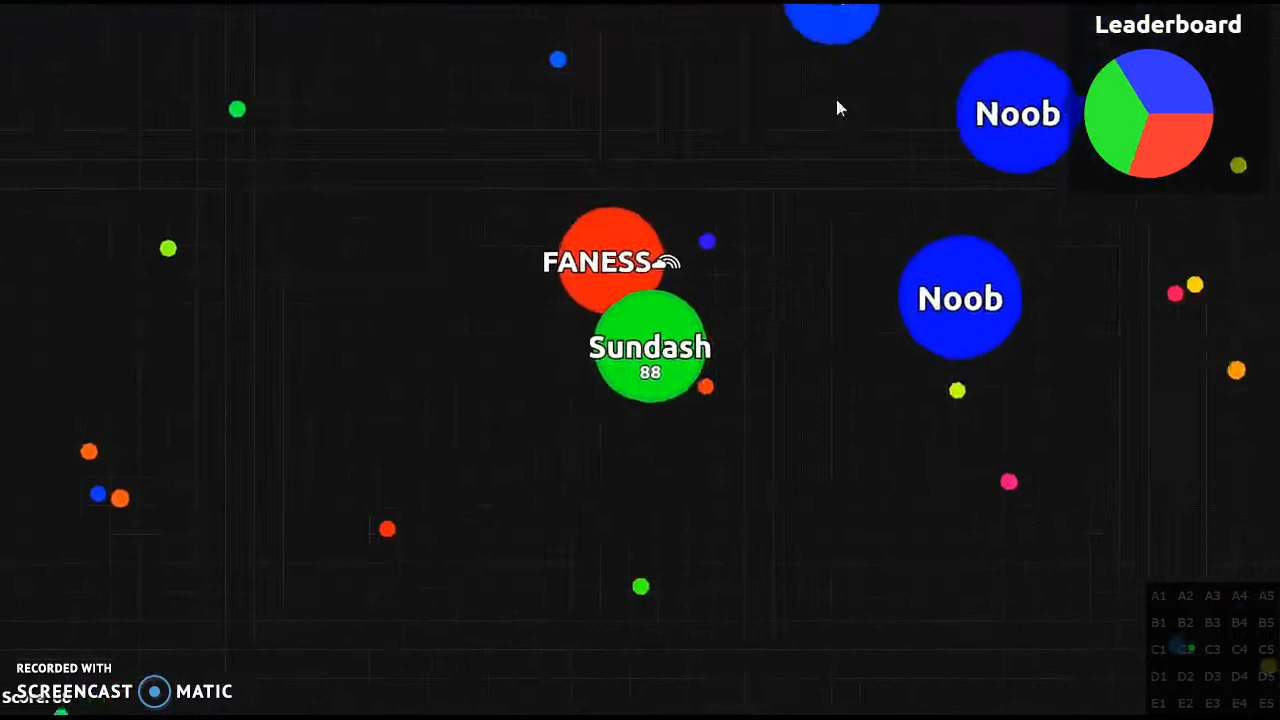 Leaderboard
Noob
FANESS
Noob
Sundash
88
A1 A2 A3 A4 A5
B1 B2 B3 B4 B5
C1 C3 C4 C5
D1 D2 D3 D4 D5
E1 E2 E3 E4 E5
RECORDED WITH
SCREENCAST MATIC